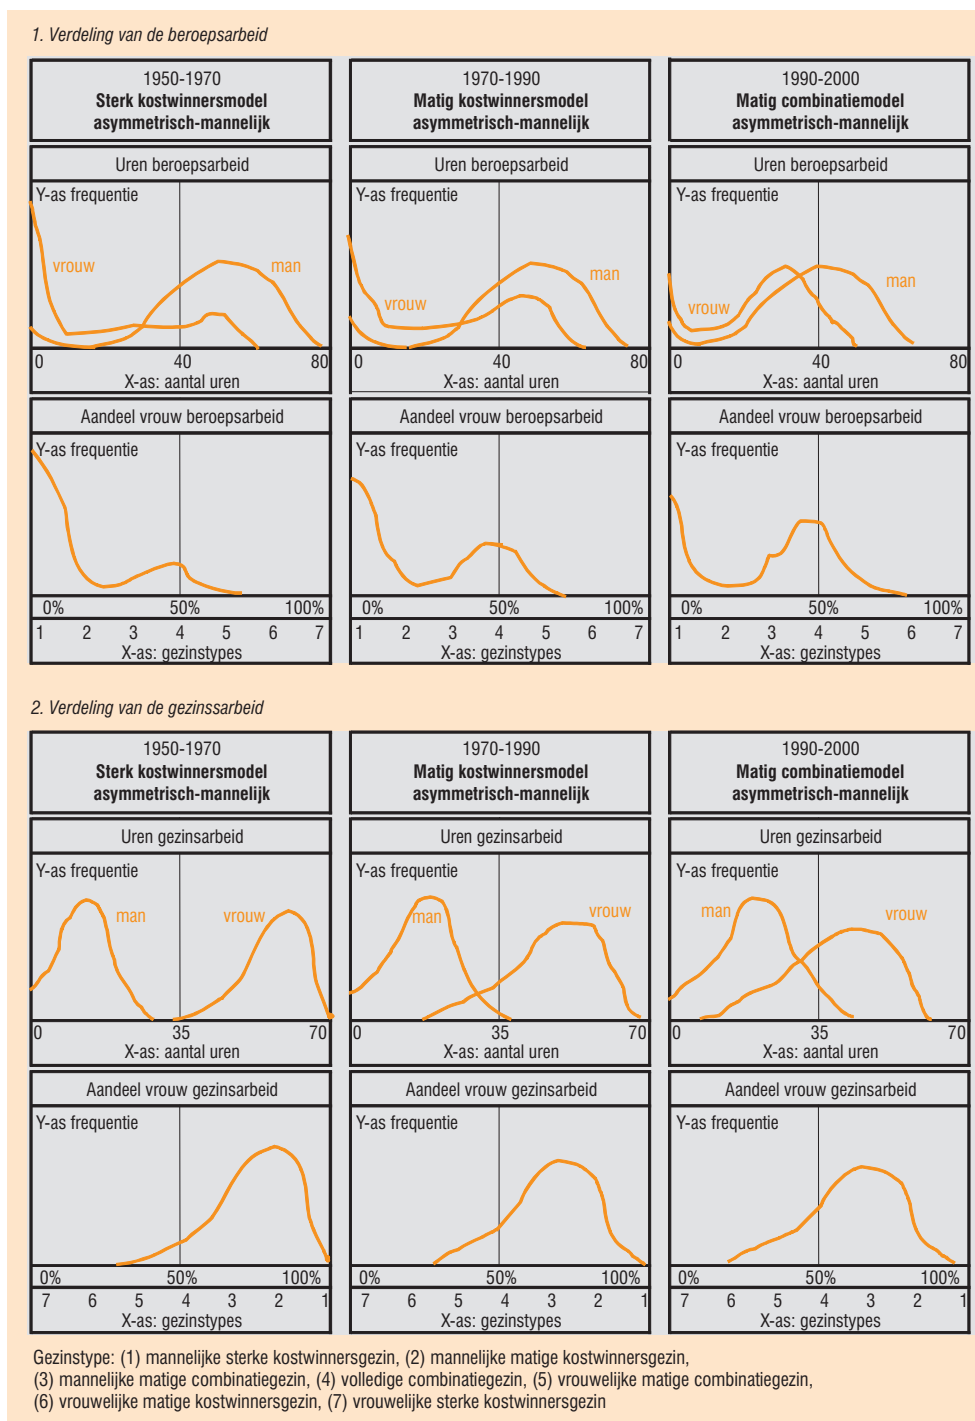 1. Verdeling van de beroepsarbeid
1950-1970
Sterk kostwinnersmodel
asymmetrisch-mannelijk
1970-1990
Matig kostwinnersmodel
asymmetrisch-mannelijk
1990-2000
Matig combinatiemodel
asymmetrisch-mannelijk
Uren beroepsarbeid
Uren beroepsarbeid
Uren beroepsarbeid
Y-as frequentie
vrouw
man
0 40 80
X-as: aantal uren
Y-as frequentie
vrouw
man
0 40 80
X-as: aantal uren
Y-as frequentie
vrouw
man
0 40 80
X-as: aantal uren
Aandeel vrouw beroepsarbeid
Aandeel vrouw beroepsarbeid
Aandeel vrouw beroepsarbeid
Y-as frequentie
0% 50% 100%
1 2 3 4 5 6 7
X-as: gezinstypes
Y-as frequentie
0% 50% 100%
1 2 3 4 5 6 7
X-as: gezinstypes
Y-as frequentie
0% 50% 100%
1 2 3 4 5 6 7
X-as: gezinstypes
2. Verdeling van de gezinssarbeid
1950-1970
Sterk kostwinnersmodel
asymmetrisch-mannelijk
1970-1990
Matig kostwinnersmodel
asymmetrisch-mannelijk
1990-2000
Matig combinatiemodel
asymmetrisch-mannelijk
Uren gezinsarbeid
Uren gezinsarbeid
Uren gezinsarbeid
Y-as frequentie
man
vrouw
0 35 70
X-as: aantal uren
Y-as frequentie
man
vrouw
0 35 70
X-as: aantal uren
Y-as frequentie
man
vrouw
0 35 70
X-as: aantal uren
Aandeel vrouw gezinsarbeid
Aandeel vrouw gezinsarbeid
Aandeel vrouw gezinsarbeid
Y-as frequentie
0% 50% 100%
7 6 5 4 3 2 1
X-as: gezinstypes
Y-as frequentie
0% 50% 100%
7 6 5 4 3 2 1
X-as: gezinstypes
Y-as frequentie
0% 50% 100%
7 6 5 4 3 2 1
X-as: gezinstypes
Gezinstype: (1) mannelijke sterke kostwinnersgezin, (2) mannelijke matige kostwinnersgezin,
(3) mannelijke matige combinatiegezin, (4) volledige combinatiegezin, (5) vrouwelijke matige combinatiegezin,
(6) vrouwelijke matige kostwinnersgezin, (7) vrouwelijke sterke kostwinnersgezin